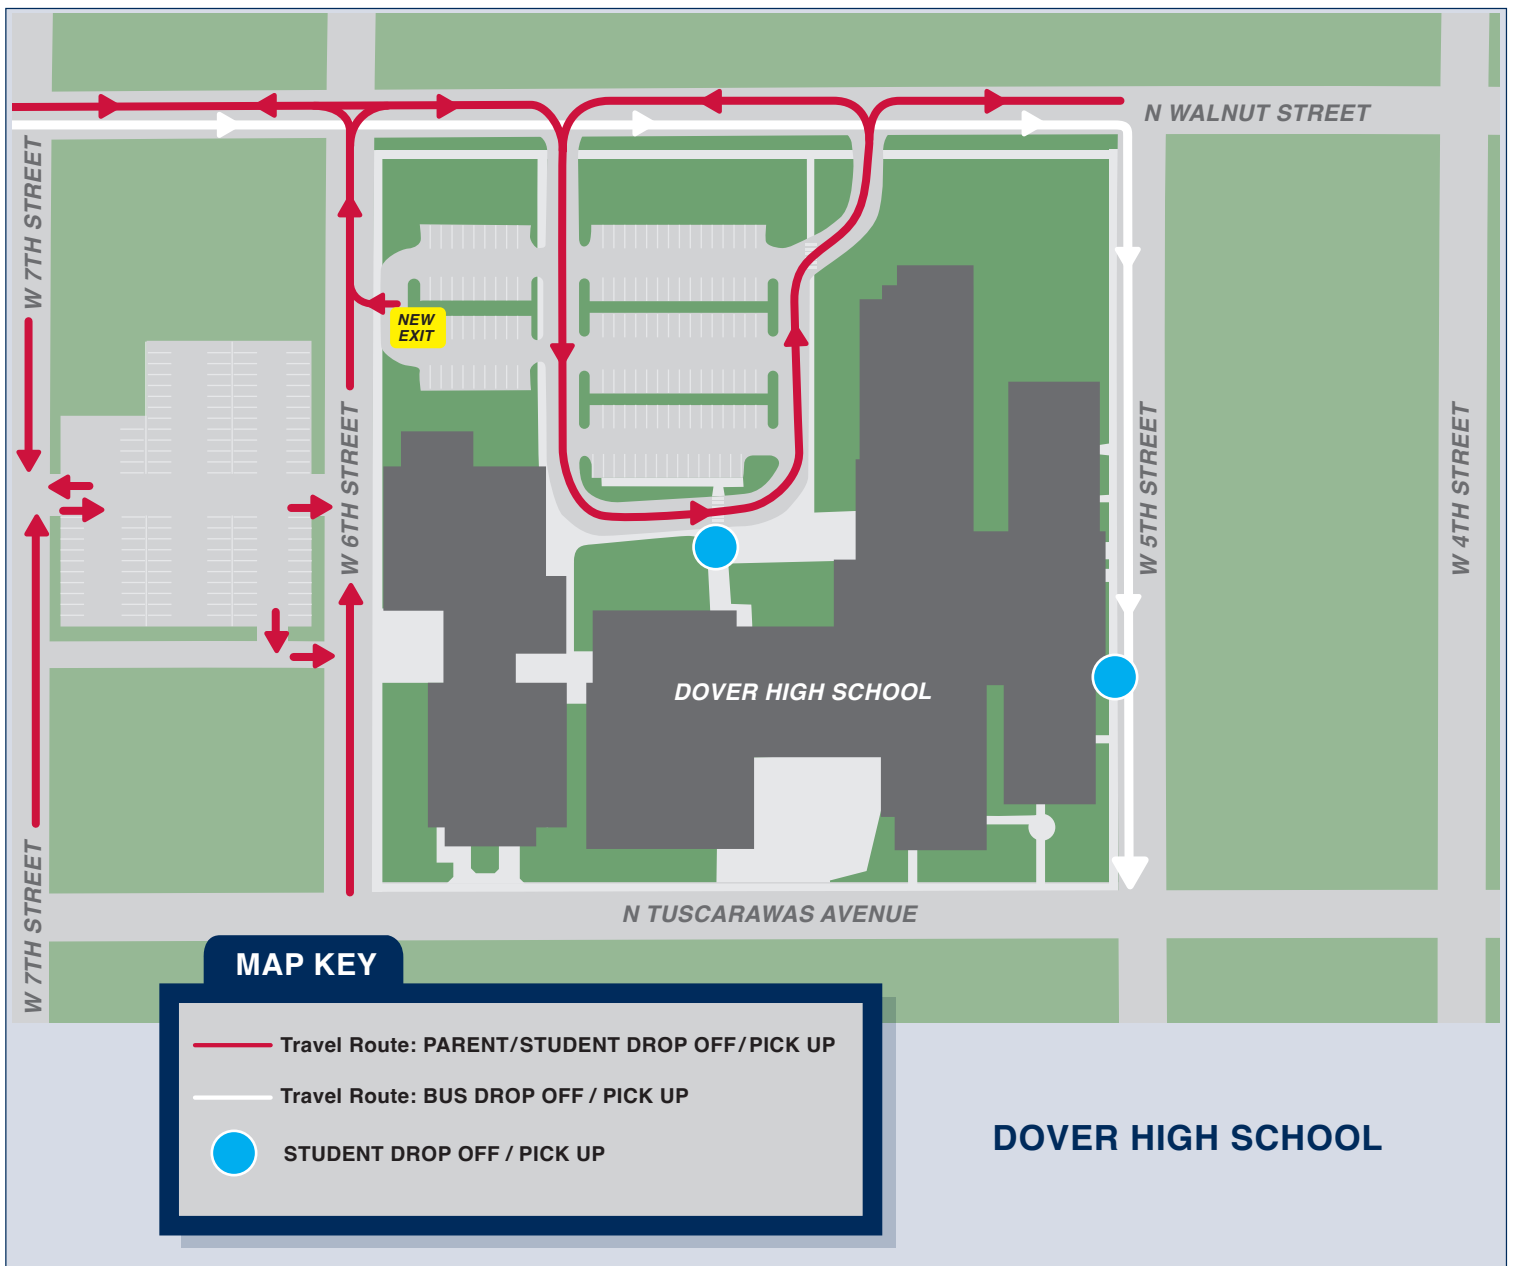 N WALNUT STREET
W 7TH STREET
NEW
EXIT
W 6TH STREET
W 5TH STREET
W 4TH STREET
DOVER HIGH SCHOOL
W 7TH STREET
N TUSCARAWAS AVENUE
MAP KEY
Travel Route: PARENT/STUDENT DROP OFF/PICK UP
Travel Route: BUS DROP OFF / PICK UP
STUDENT DROP OFF / PICK UP
DOVER HIGH SCHOOL